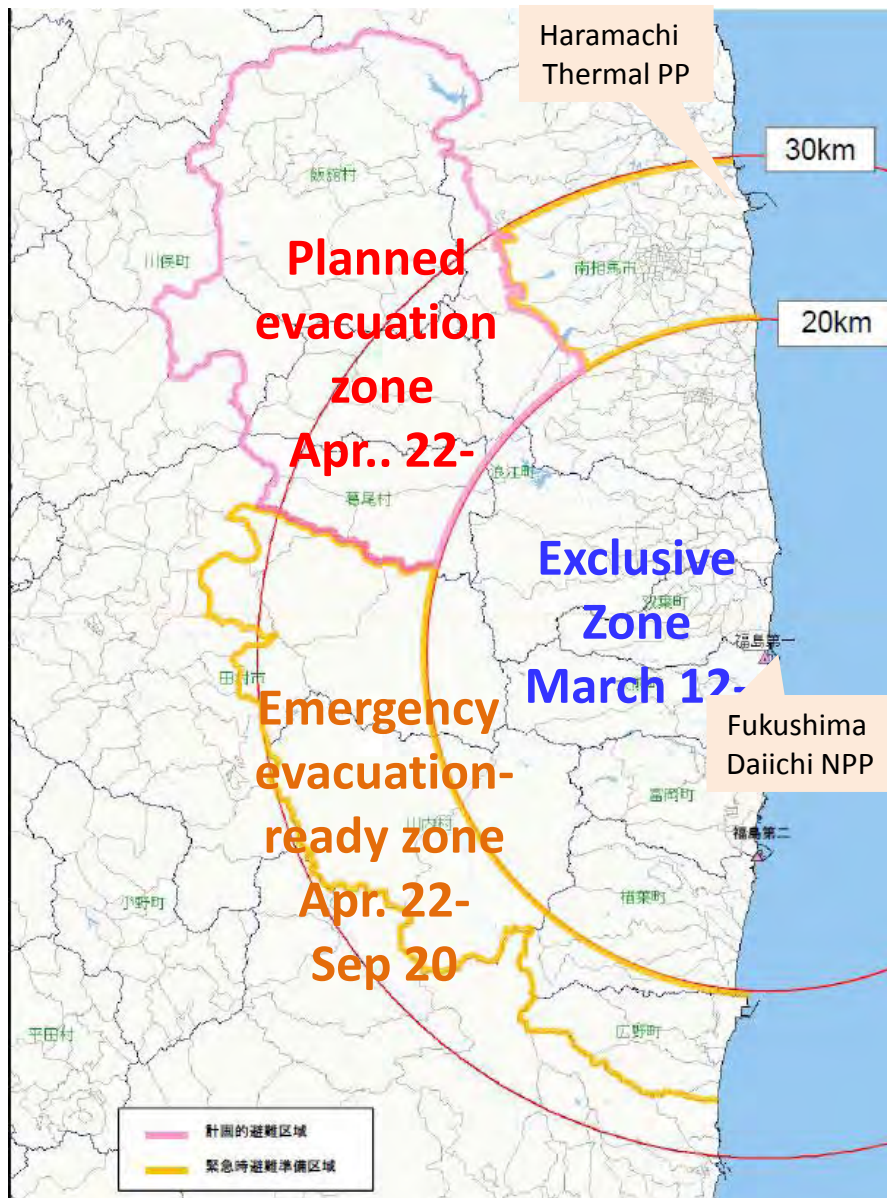 Haramachi
Thermal PP
30km
飯舘村
川俣町
南相馬市
Planned
evacuation
zone
Apr.. 22-
20km
浪江町
葛尾村
Exclusive
Zone
March 12-
双葉町
福島第一
田村市
Emergency
evacuation-
ready zone
Apr. 22-
Sep 20
Fukushima
Daiichi NPP
富岡町
川内村
福島第二
楢葉町
小野町
広野町
平田村
計画的避難区域
緊急時避難準備区域